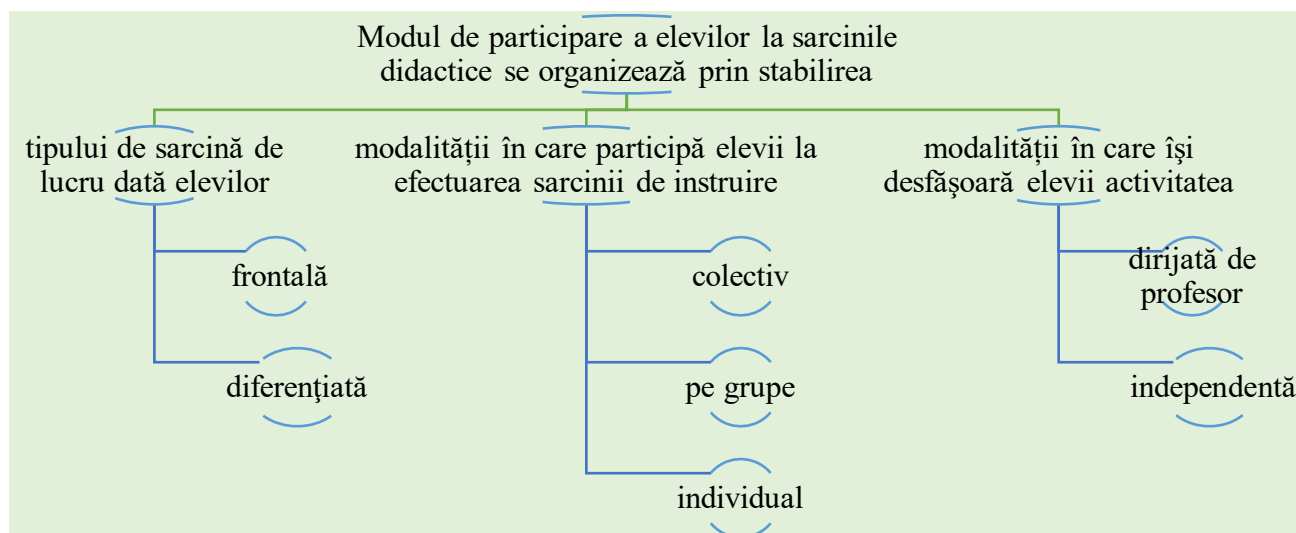 Modul de participare a elevilor la sarcinile
didactice se organizează prin stabilirea
tipului de sarcină de
lucru dată elevilor
frontală
diferenţiată
modalității în care participă elevii la
efectuarea sarcinii de instruire
colectiv
pe grupe
individual
modalității în care îşi
desfăşoară elevii activitatea
dirijată de
profesor
independentă